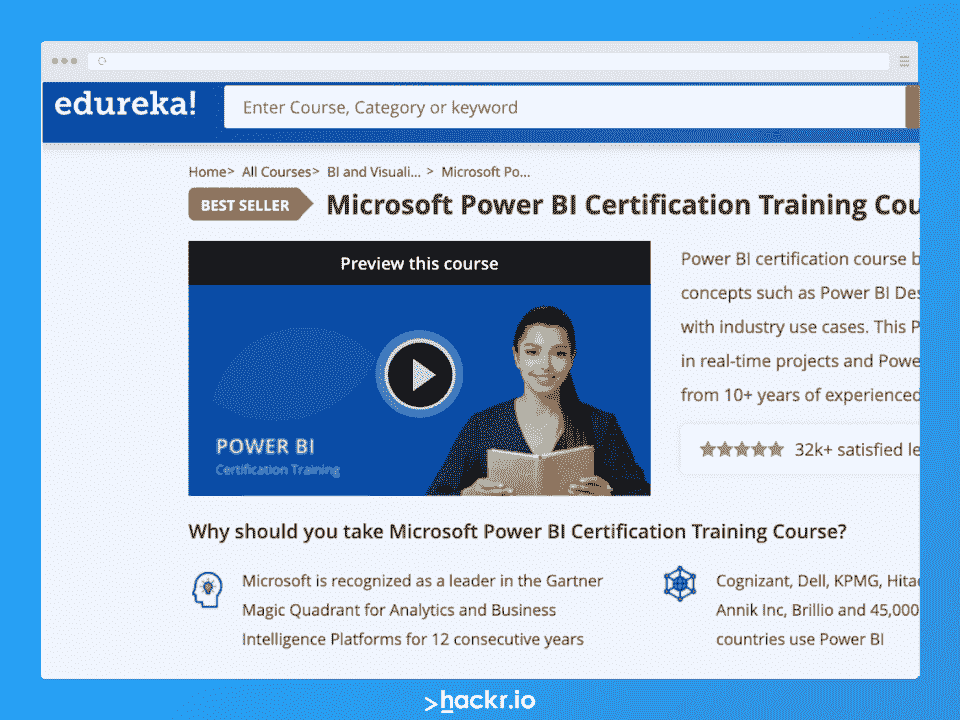 edureka!
Enter Course, Category or keyword
Home> All Courses> BI and Visuali... > Microsoft Po...
BEST SELLER
Microsoft Power BI Certification Training Cou
Preview this course
POWER BI
Certification Training
Power BI certification course b
concepts such as Power BI Des
with industry use cases. This P
in real-time projects and Powe
from 10+ years of experienced
32k+ satisfied le
Why should you take Microsoft Power BI Certification Training Course?
Microsoft is recognized as a leader in the Gartner
Magic Quadrant for Analytics and Business
Intelligence Platforms for 12 consecutive years
Cognizant, Dell, KPMG, Hitac
Annik Inc, Brillio and 45,000
countries use Power BI
>hackr.io